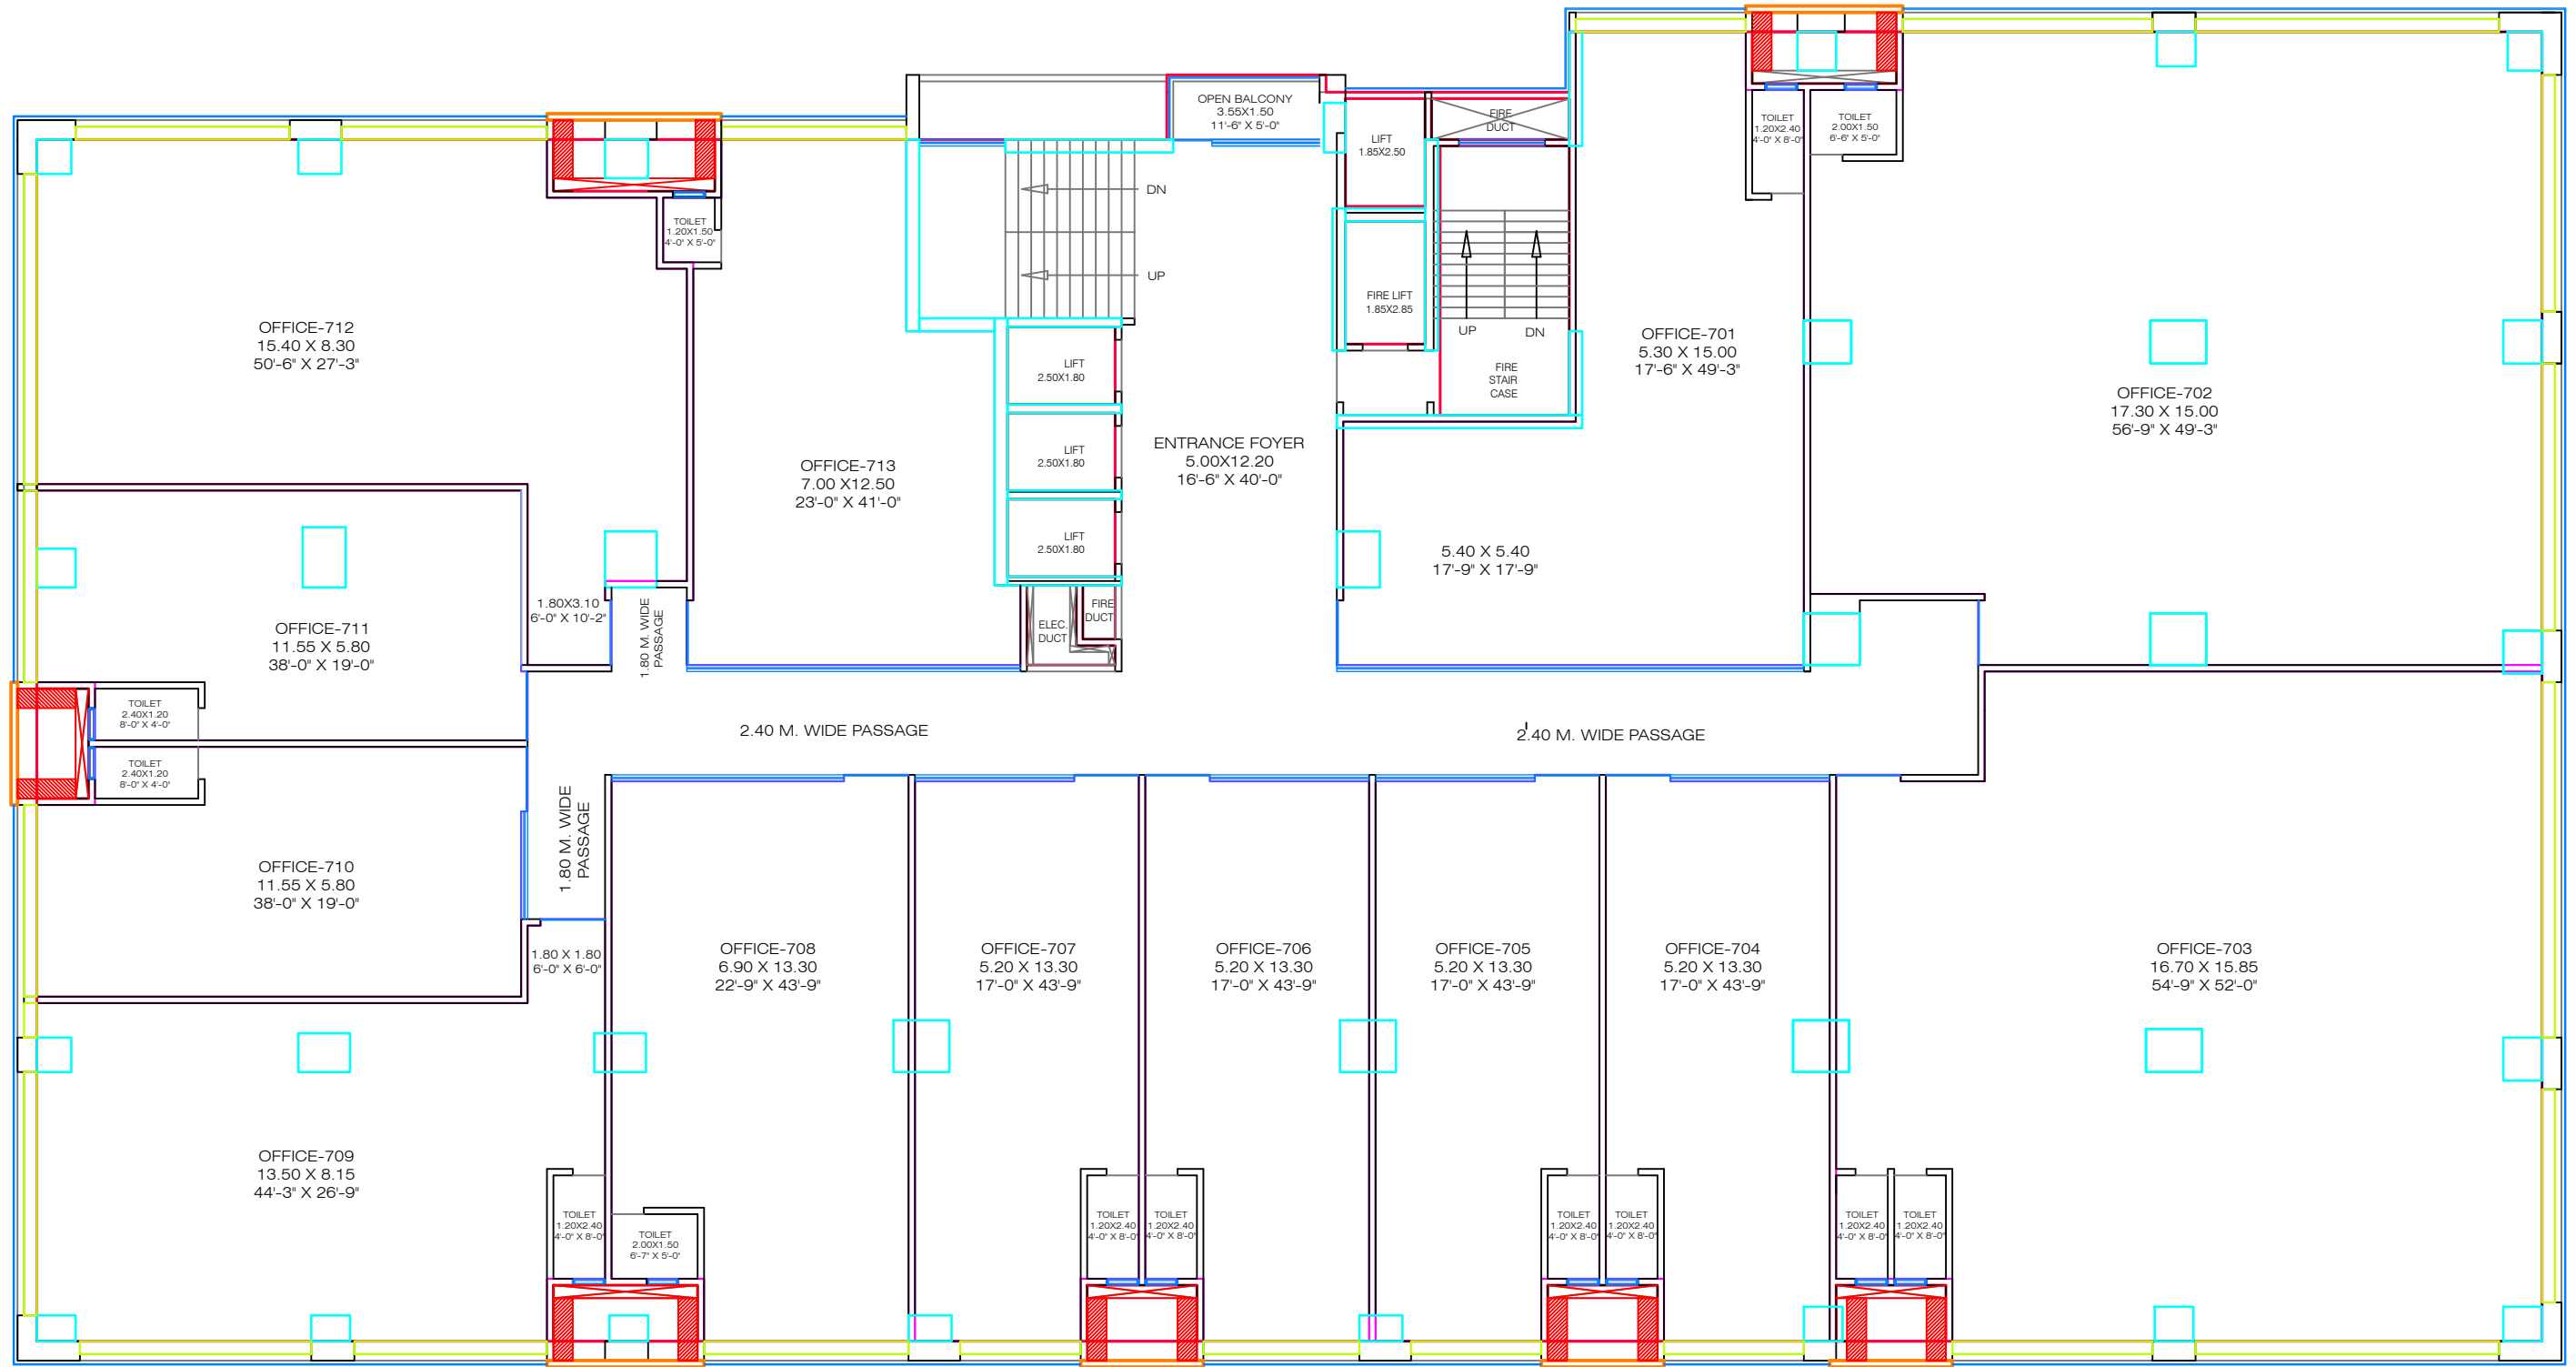 OPEN BALCONY
3.55X1.50
11'-6" X 5'-0"
FIRE
DUCT
LIFT
1.85X2.50
TOILET
1.20X2.40
4'-0" X 8'-0"
TOILET
2.00X1.50
6'-6" X 5'-0"
DN
UP
TOILET
1.20X1.50
4'-0" X 5'-0"
FIRE LIFT
1.85X2.85
UP
DN
FIRE
STAIR
CASE
OFFICE-712
15.40 X 8.30
50'-6" X 27'-3"
OFFICE-701
5.30 X 15.00
17'-6" X 49'-3"
OFFICE-702
17.30 X 15.00
56'-9" X 49'-3"
LIFT
2.50X1.80
LIFT
2.50X1.80
LIFT
2.50X1.80
OFFICE-713
7.00 X12.50
23'-0" X 41'-0"
ENTRANCE FOYER
5.00X12.20
16'-6" X 40'-0"
5.40 X 5.40
17'-9" X 17'-9"
1.80X3.10
6'-0" X 10'-2"
1.80 M. WIDE
PASSAGE
ELEC.
DUCT
FIRE
DUCT
OFFICE-711
11.55 X 5.80
38'-0" X 19'-0"
TOILET
2.40X1.20
8'-0" X 4'-0"
TOILET
2.40X1.20
8'-0" X 4'-0"
2.40 M. WIDE PASSAGE
2.40 M. WIDE PASSAGE
1.80 M. WIDE
PASSAGE
OFFICE-710
11.55 X 5.80
38'-0" X 19'-0"
1.80 X 1.80
6'-0" X 6'-0"
OFFICE-708
6.90 X 13.30
22'-9" X 43'-9"
OFFICE-707
5.20 X 13.30
17'-0" X 43'-9"
OFFICE-706
5.20 X 13.30
17'-0" X 43'-9"
OFFICE-705
5.20 X 13.30
17'-0" X 43'-9"
OFFICE-704
5.20 X 13.30
17'-0" X 43'-9"
OFFICE-703
16.70 X 15.85
54'-9" X 52'-0"
OFFICE-709
13.50 X 8.15
44'-3" X 26'-9"
TOILET
1.20X2.40
4'-0" X 8'-0"
TOILET
2.00X1.50
6'-7" X 5'-0"
TOILET
1.20X2.40
4'-0" X 8'-0"
TOILET
1.20X2.40
4'-0" X 8'-0"
TOILET
1.20X2.40
4'-0" X 8'-0"
TOILET
1.20X2.40
4'-0" X 8'-0"
TOILET
1.20X2.40
4'-0" X 8'-0"
TOILET
1.20X2.40
4'-0" X 8'-0"